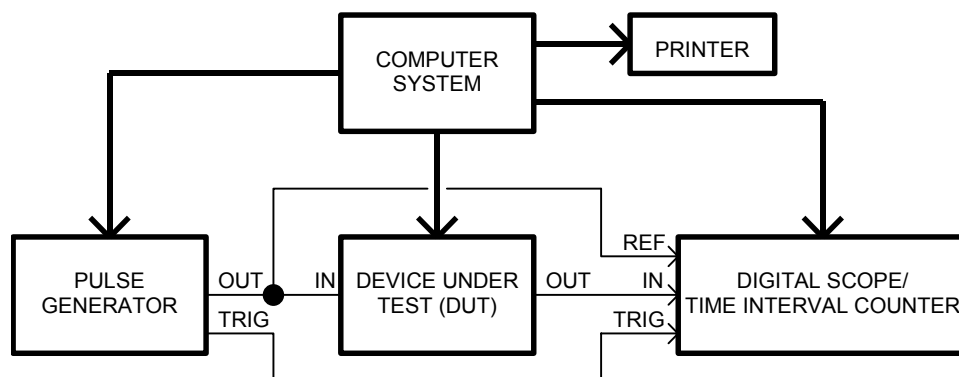 COMPUTER
SYSTEM
PRINTER
REF
PULSE
GENERATOR
OUT
TRIG
IN
DEVICE UNDER
TEST (DUT)
OUT
IN
TRIG
DIGITAL SCOPE/
TIME INTERVAL COUNTER